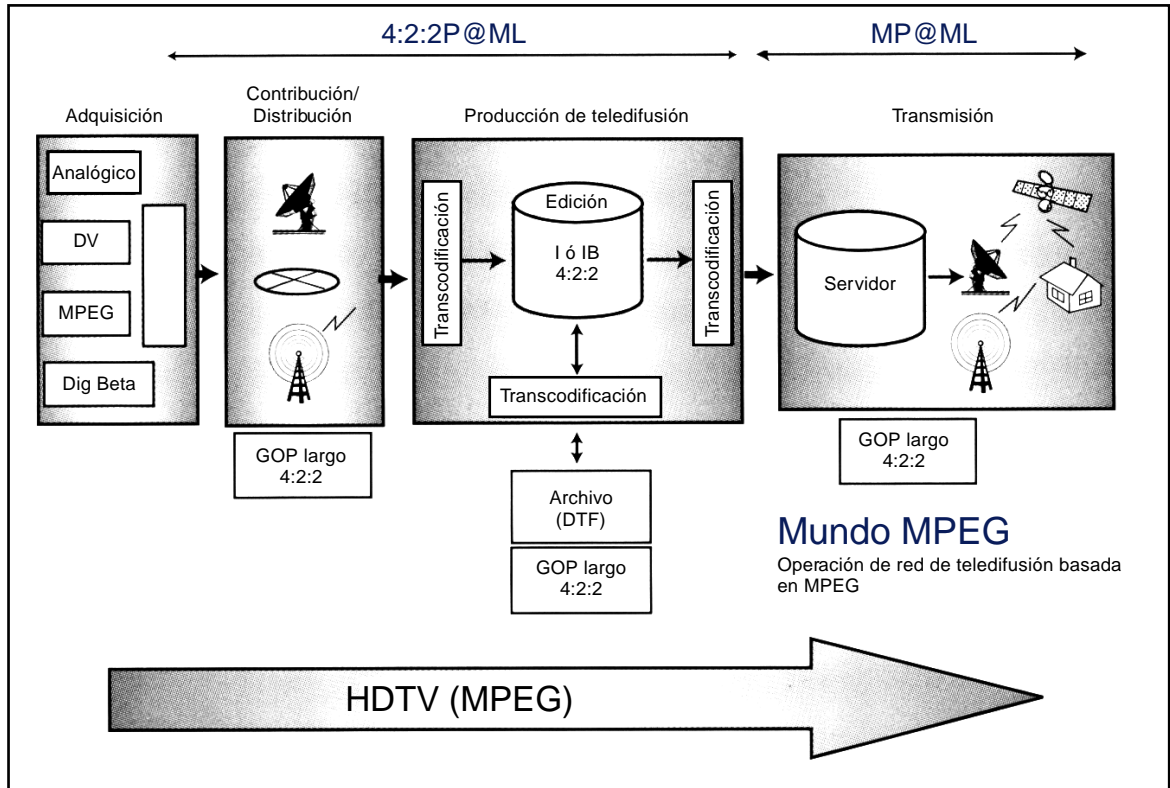 4:2:2P@ML
MP@ML
Adquisición
Contribución/
Distribución
Producción de teledifusión
Transmisión
Analógico
DV
MPEG
Dig Beta
Transcodificación
Edición
I ó IB
4:2:2
Transcodificación
Transcodificación
Servidor
GOP largo
4:2:2
Archivo
(DTF)
GOP largo
4:2:2
GOP largo
4:2:2
Mundo MPEG
Operación de red de teledifusión basada
en MPEG
HDTV (MPEG)